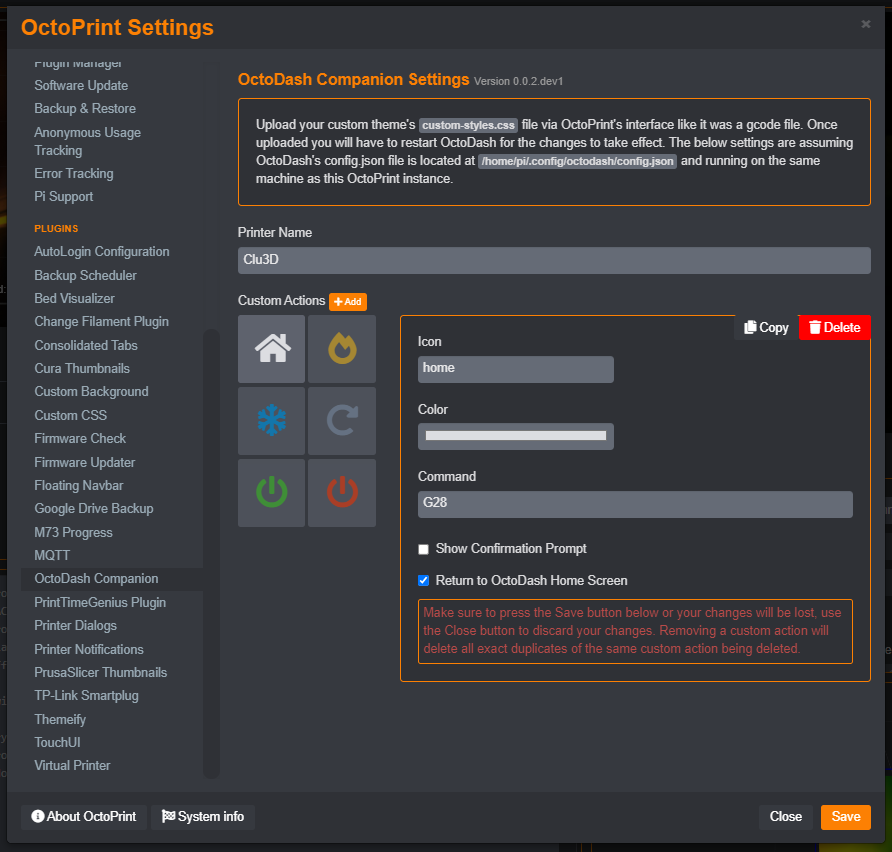 OctoPrint Settings
×
Plugin Manager
Software Update
Backup & Restore
Anonymous Usage
Tracking
Error Tracking
Pi Support
PLUGINS
AutoLogin Configuration
Backup Scheduler
Bed Visualizer
Change Filament Plugin
Consolidated Tabs
Cura Thumbnails
Custom Background
Custom CSS
Firmware Check
Firmware Updater
Floating Navbar
Google Drive Backup
M73 Progress
MQTT
OctoDash Companion
PrintTimeGenius Plugin
Printer Dialogs
Printer Notifications
PrusaSlicer Thumbnails
TP-Link Smartplug
Themeify
TouchUI
Virtual Printer
OctoDash Companion Settings Version 0.0.2.dev1
Upload your custom theme's custom-styles.css file via OctoPrint's interface like it was a gcode file. Once
uploaded you will have to restart OctoDash for the changes to take effect. The below settings are assuming
OctoDash's config.json file is located at /home/pi/.config/octodash/config.json and running on the same
machine as this OctoPrint instance.
Printer Name
Clu3D
Custom Actions + Add
Copy Delete
Icon
home
Color
Command
G28
Show Confirmation Prompt
Return to OctoDash Home Screen
Make sure to press the Save button below or your changes will be lost, use
the Close button to discard your changes. Removing a custom action will
delete all exact duplicates of the same custom action being deleted.
About OctoPrint System info Close Save